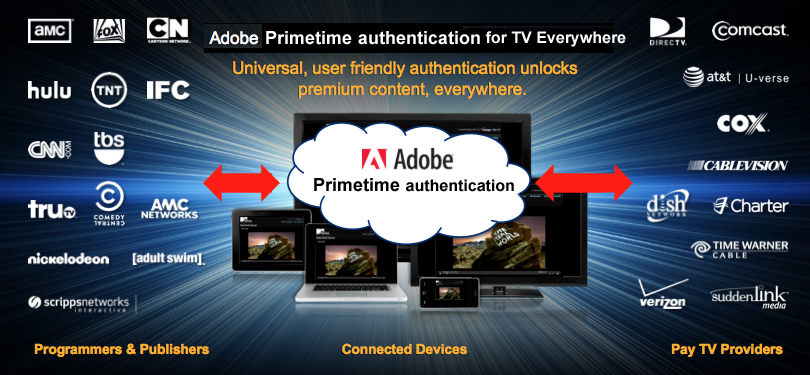 Adobe Primetime authentication for TV Everywhere
Universal, user friendly authentication unlocks
premium content, everywhere.
aMC
FOX
CN
CARTOON NETWORK
hulu
TNT
IFC
CNN.COM
tbs
truTV
COMEDY
CENTRAL
AMC
NETWORKS
nickelodeon
[adult swim]
scrippsnetworks
interactive
Programmers & Publishers
Adobe
Primetime authentication
THE
WORLD
Connected Devices
DIRECTV
Comcast
at&t | U-verse
COX
CABLEVISION
dish
NETWORK
Charter
TIME WARNER
CABLE
verizon
suddenlink
media
Pay TV Providers